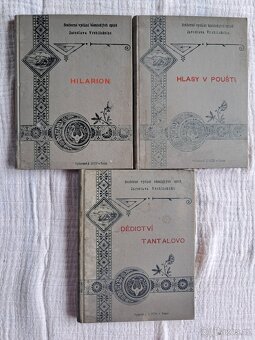 Souborné vydání básnických spisů
Jaroslava Vrchlického
HILARION
Souborné vydání básnických spisů
Jaroslava Vrchlického
HLASY V POUŠTI
Souborné vydání básnických spisů
Jaroslava Vrchlického
DĚDICTVÍ
TANTALOVO